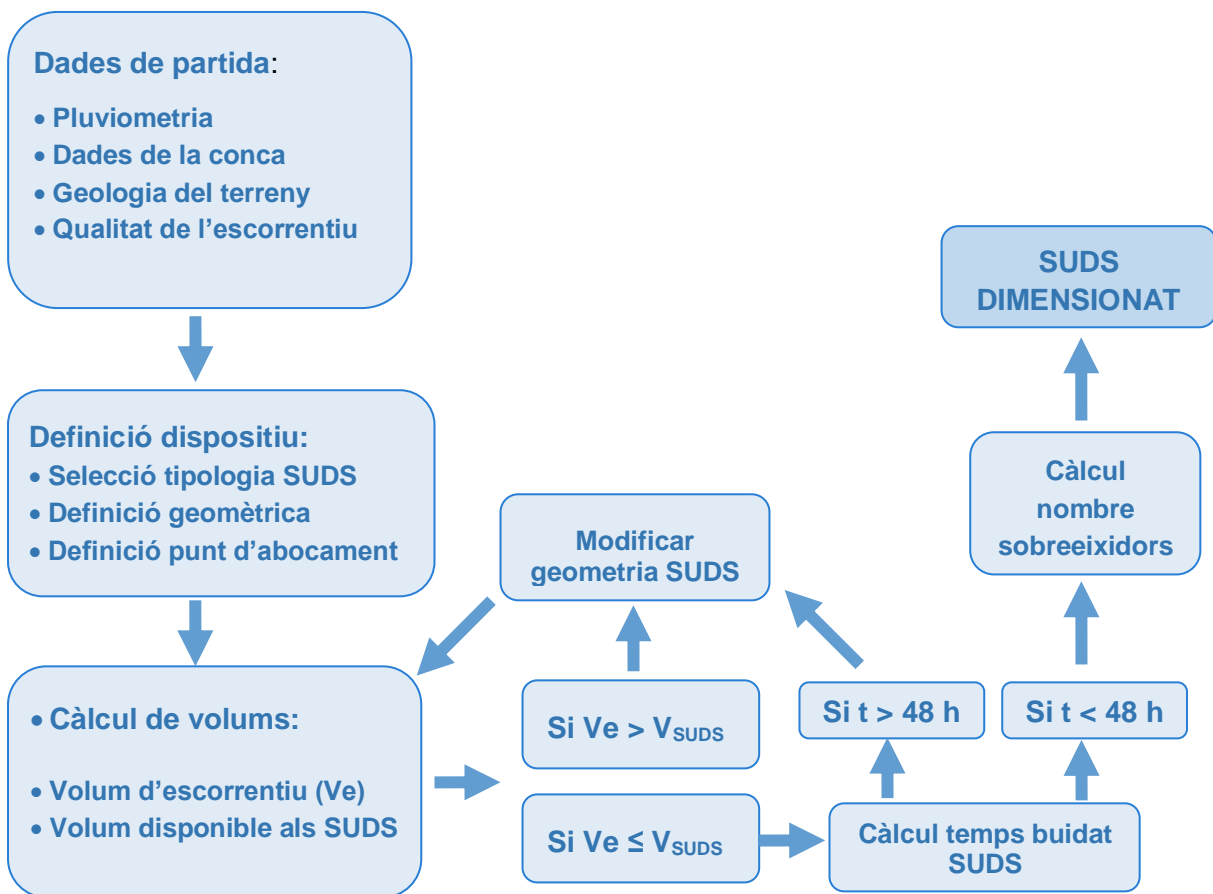 Dades de partida:
• Pluviometria
• Dades de la conca
• Geologia del terreny
• Qualitat de l’escorrentiu
Definició dispositiu:
• Selecció tipologia SUDS
• Definició geomètrica
• Definició punt d’abocament
• Càlcul de volums:
• Volum d’escorrentiu (Ve)
• Volum disponible als SUDS
Modificar
geometria SUDS
Si Ve > VSUDS
Si Ve ≤ VSUDS
Càlcul temps buidat
SUDS
Si t > 48 h
Si t < 48 h
Càlcul
nombre
sobreeixidors
SUDS
DIMENSIONAT